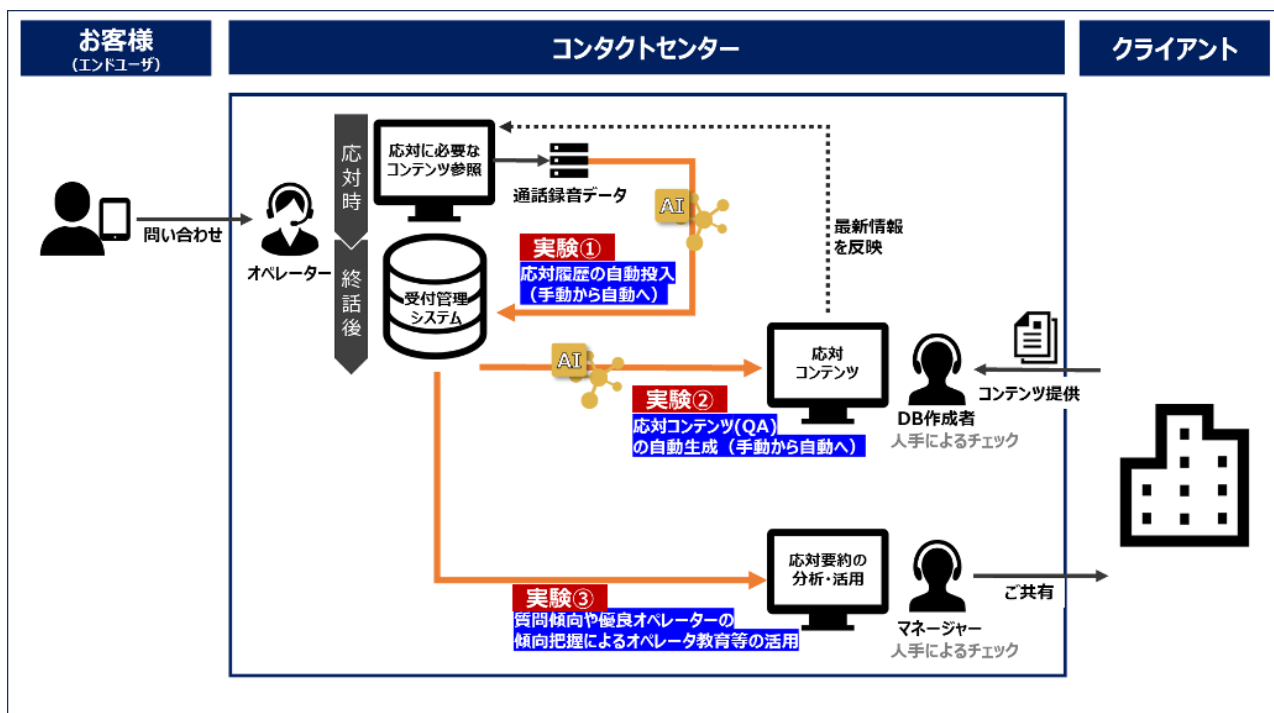 お客様
(エンドユーザ)
コンタクトセンター
クライアント
応対時
終話後
応対に必要な
コンテンツ参照
通話録音データ
AI
問い合わせ
オペレーター
実験①
応対履歴の自動投入
(手動から自動へ)
受付管理
システム
最新情報
を反映
AI
応対
コンテンツ
コンテンツ提供
実験②
応対コンテンツ(QA)
の自動生成（手動から自動へ）
DB作成者
人手によるチェック
応対要約の
分析・活用
ご共有
実験③
質問傾向や優良オペレーターの
傾向把握によるオペレータ教育等の活用
マネージャー
人手によるチェック